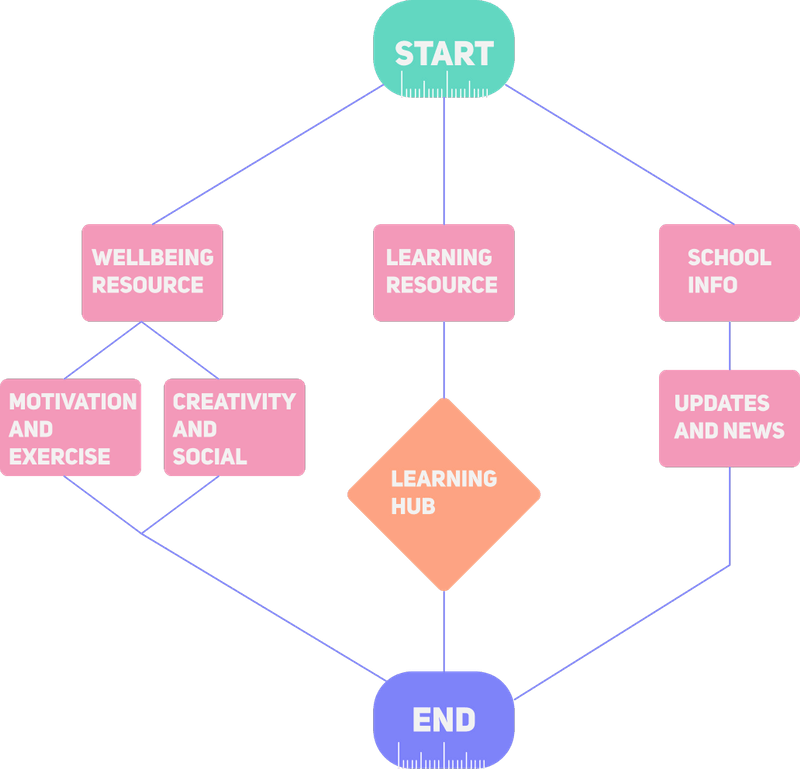 START
WELLBEING
RESOURCE
LEARNING
RESOURCE
SCHOOL
INFO
MOTIVATION
AND
EXERCISE
CREATIVITY
AND
SOCIAL
UPDATES
AND NEWS
LEARNING
HUB
END